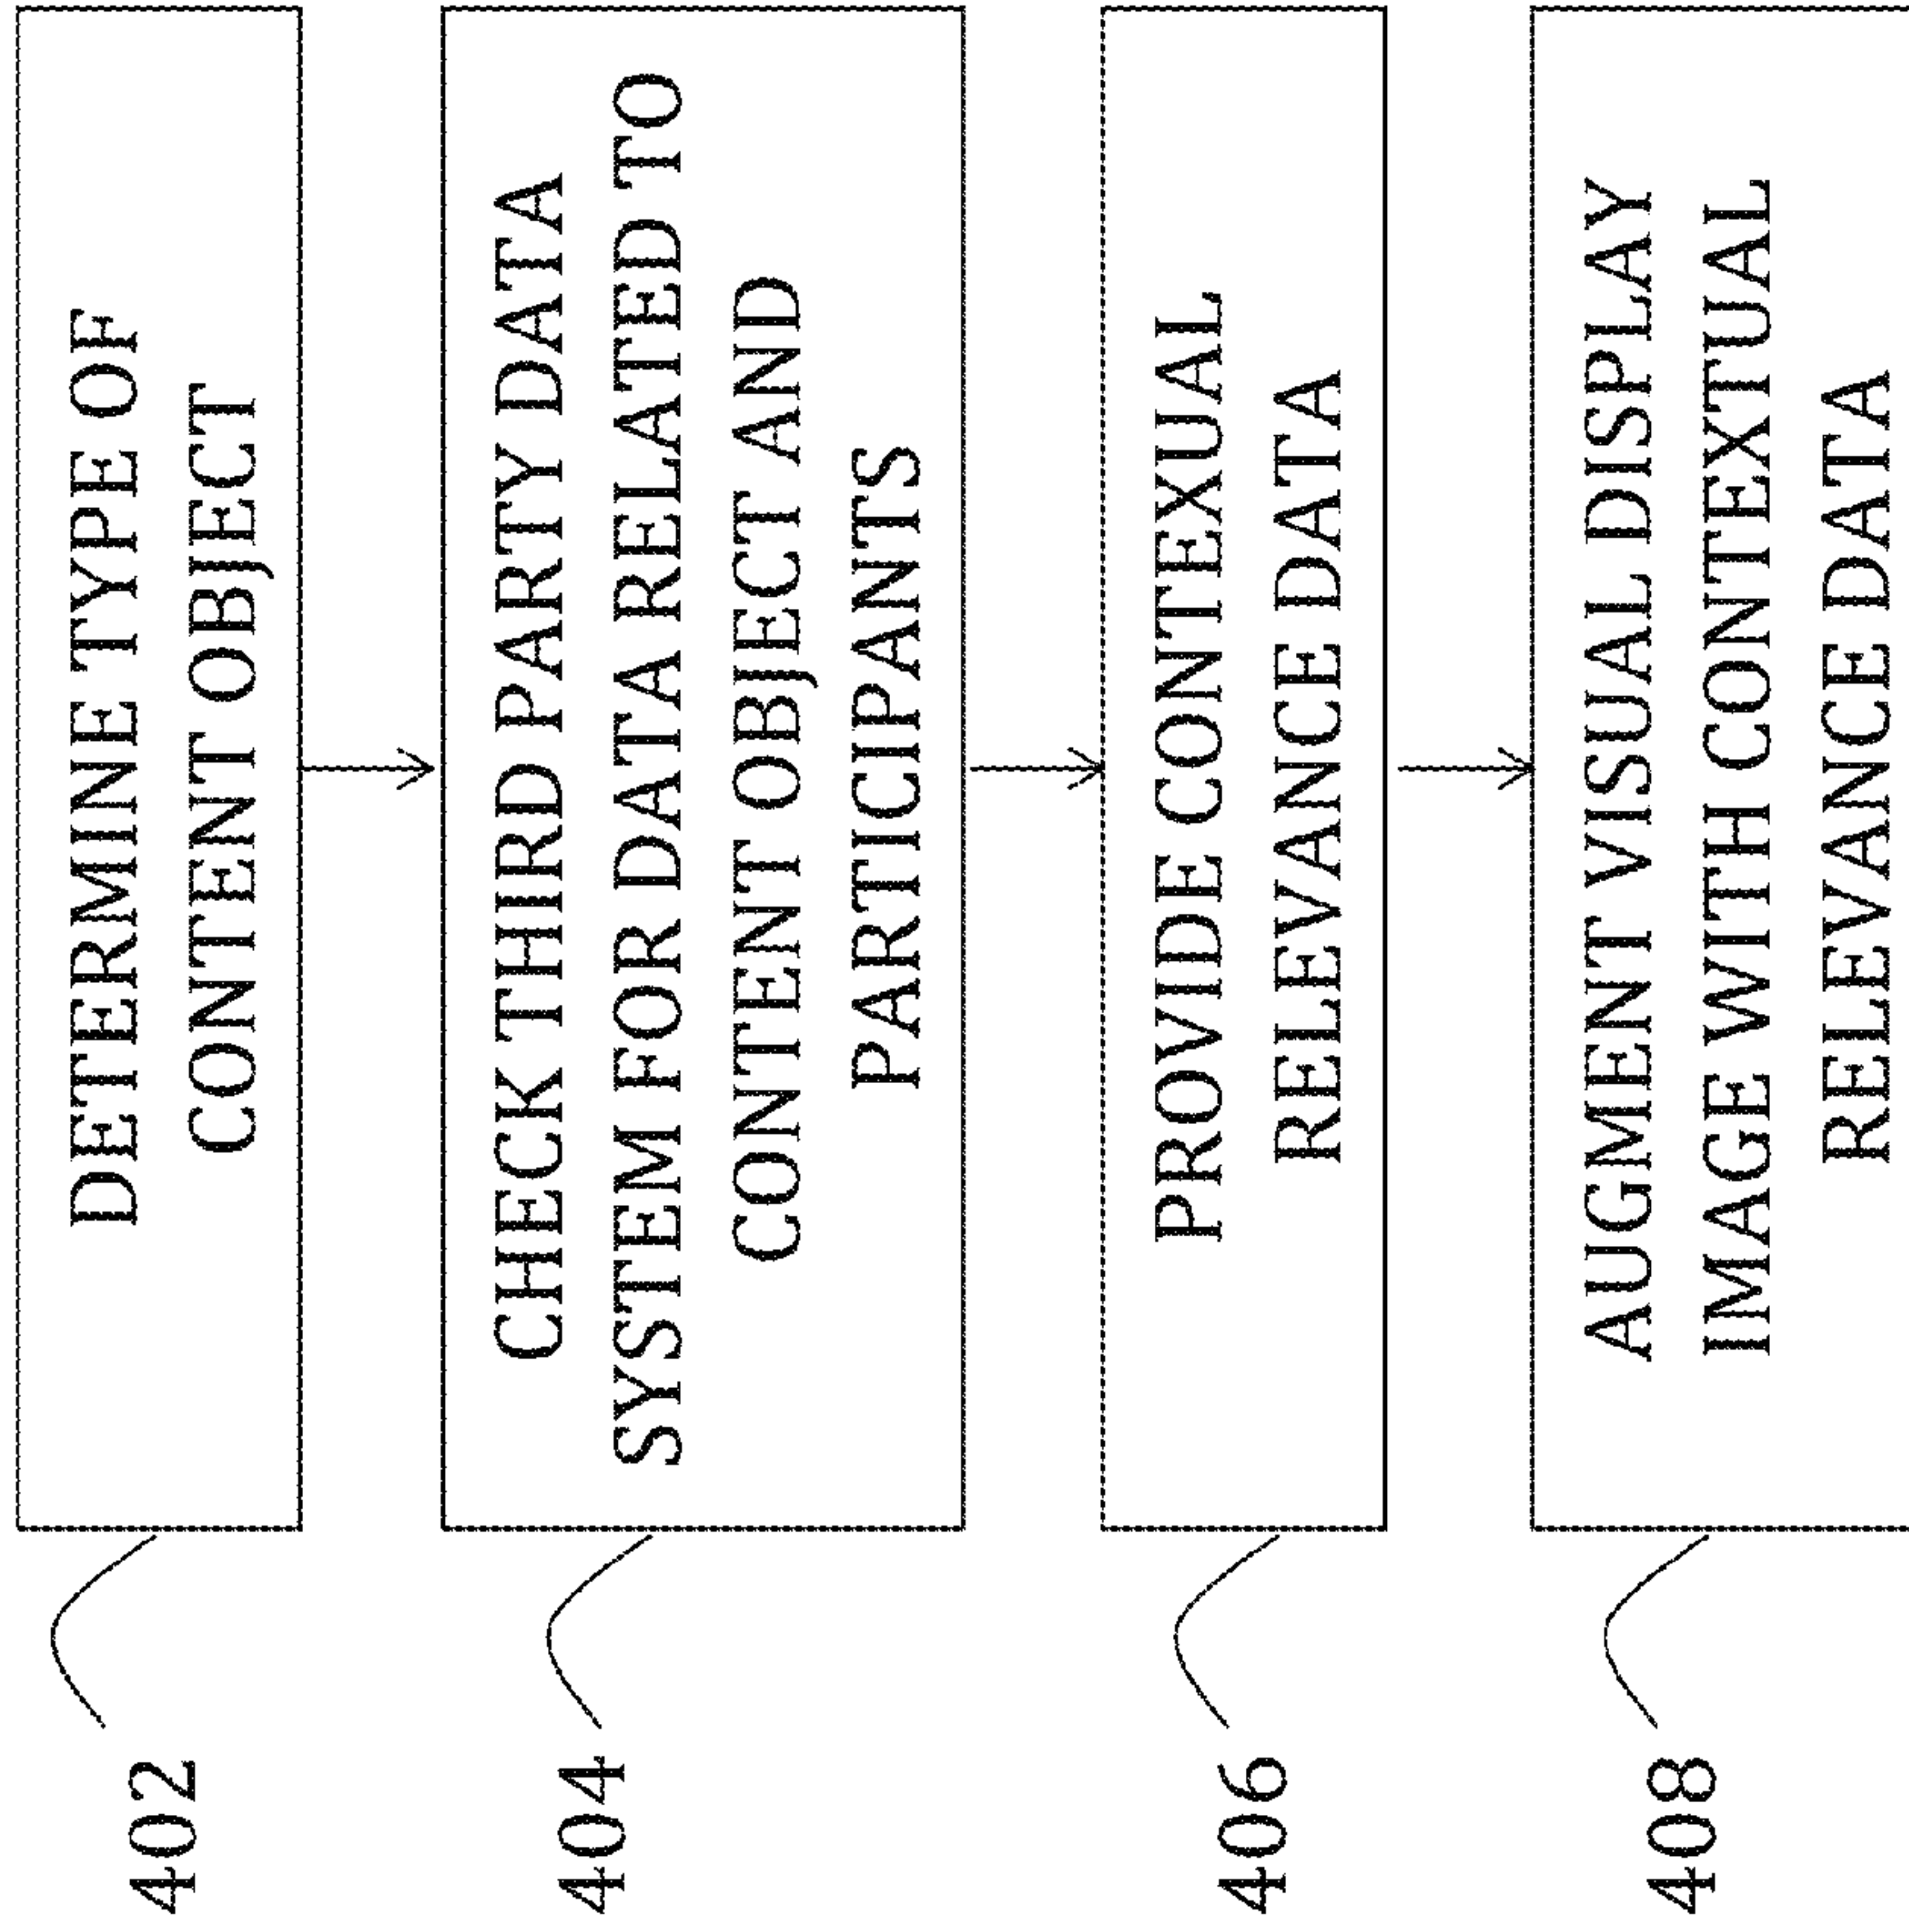 402
DETERMINE TYPE OF
CONTENT OBJECT
404
CHECK THIRD PARTY DATA
SYSTEM FOR DATA RELATED TO
CONTENT OBJECT AND
PARTICIPANTS
406
PROVIDE CONTEXUAL
RELEVANCE DATA
408
AUGMENT VISUAL DISPLAY
IMAGE WITH CONTEXTUAL
RELEVANCE DATA